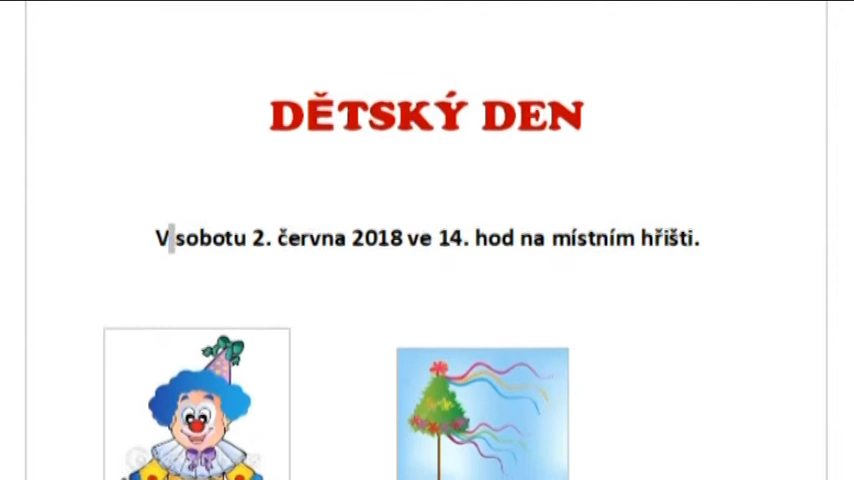 DĚTSKÝ DEN
V sobotu 2. června 2018 ve 14. hod na místním hřišti.